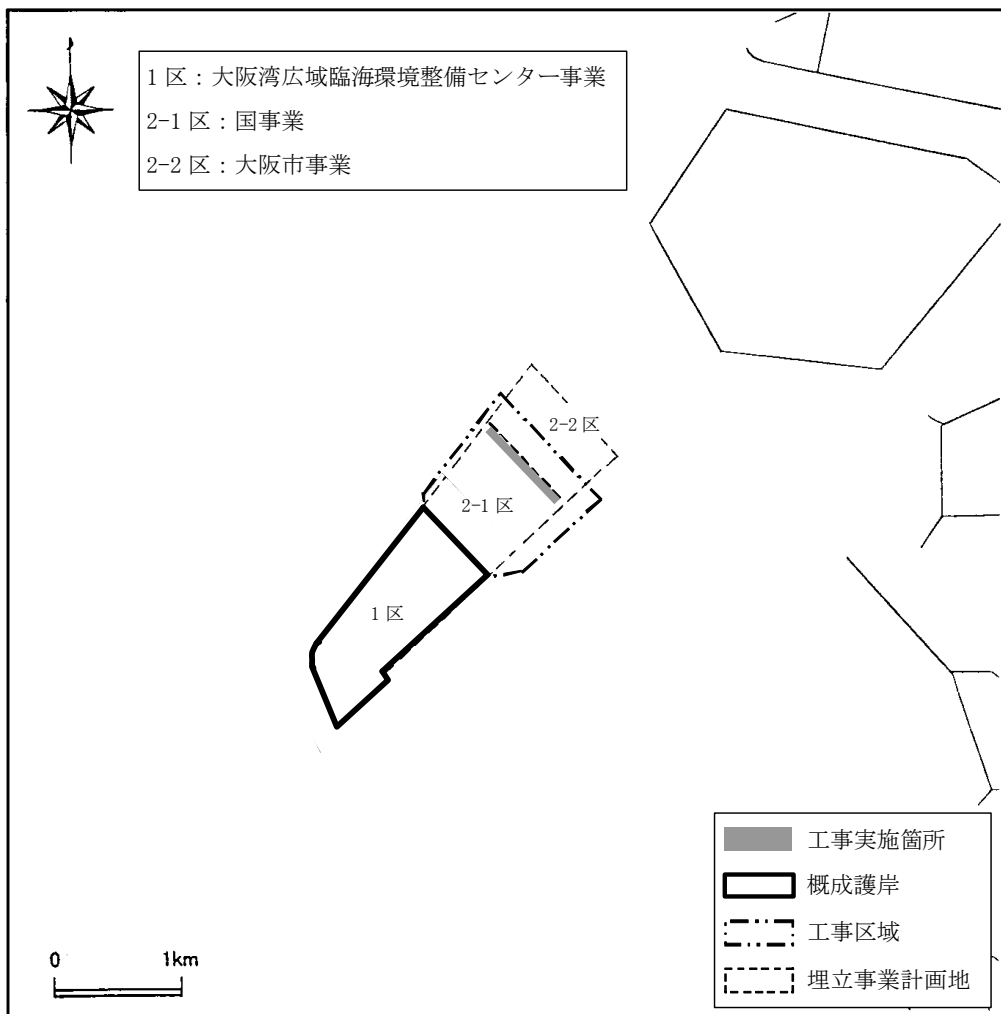 1 区：大阪湾広域臨海環境整備センター事業
2-1 区：国事業
2-2 区：大阪市事業
2-2 区
2-1 区
1 区
工事実施箇所
概成護岸
工事区域
埋立事業計画地
0 1km